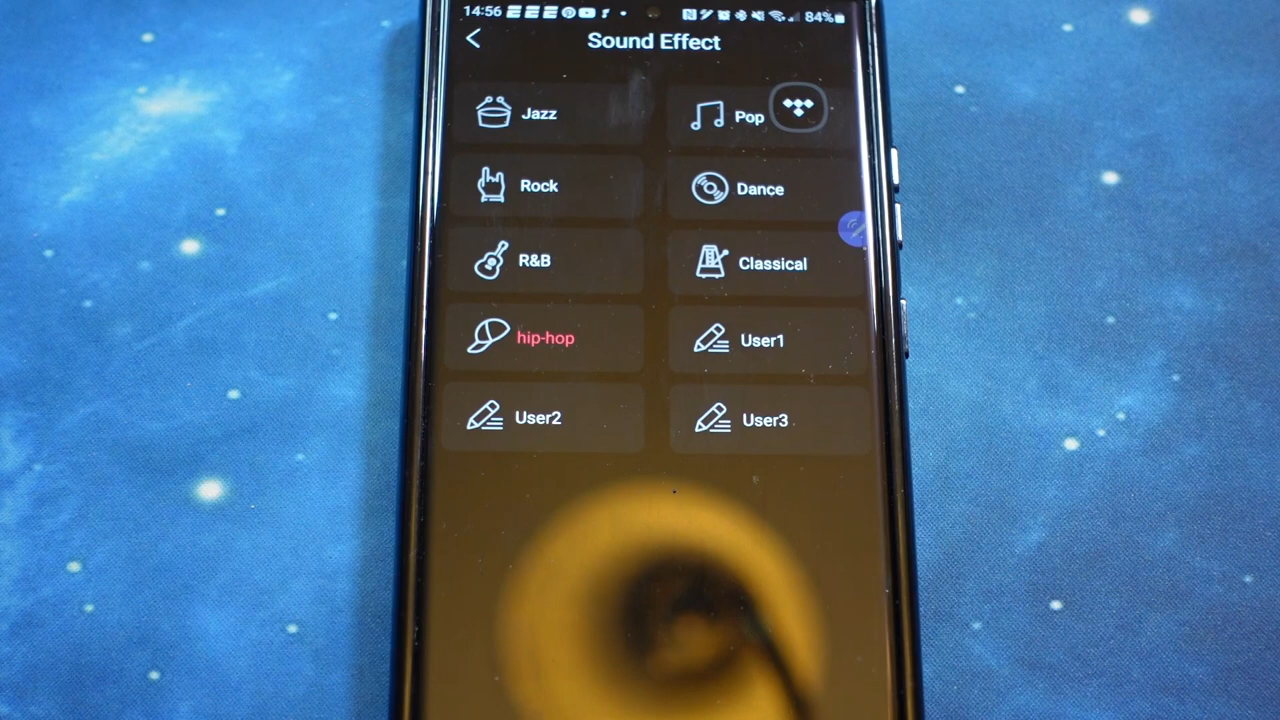 14:56 84%
Sound Effect
Jazz Pop
Rock Dance
R&B Classical
hip-hop User1
User2 User3